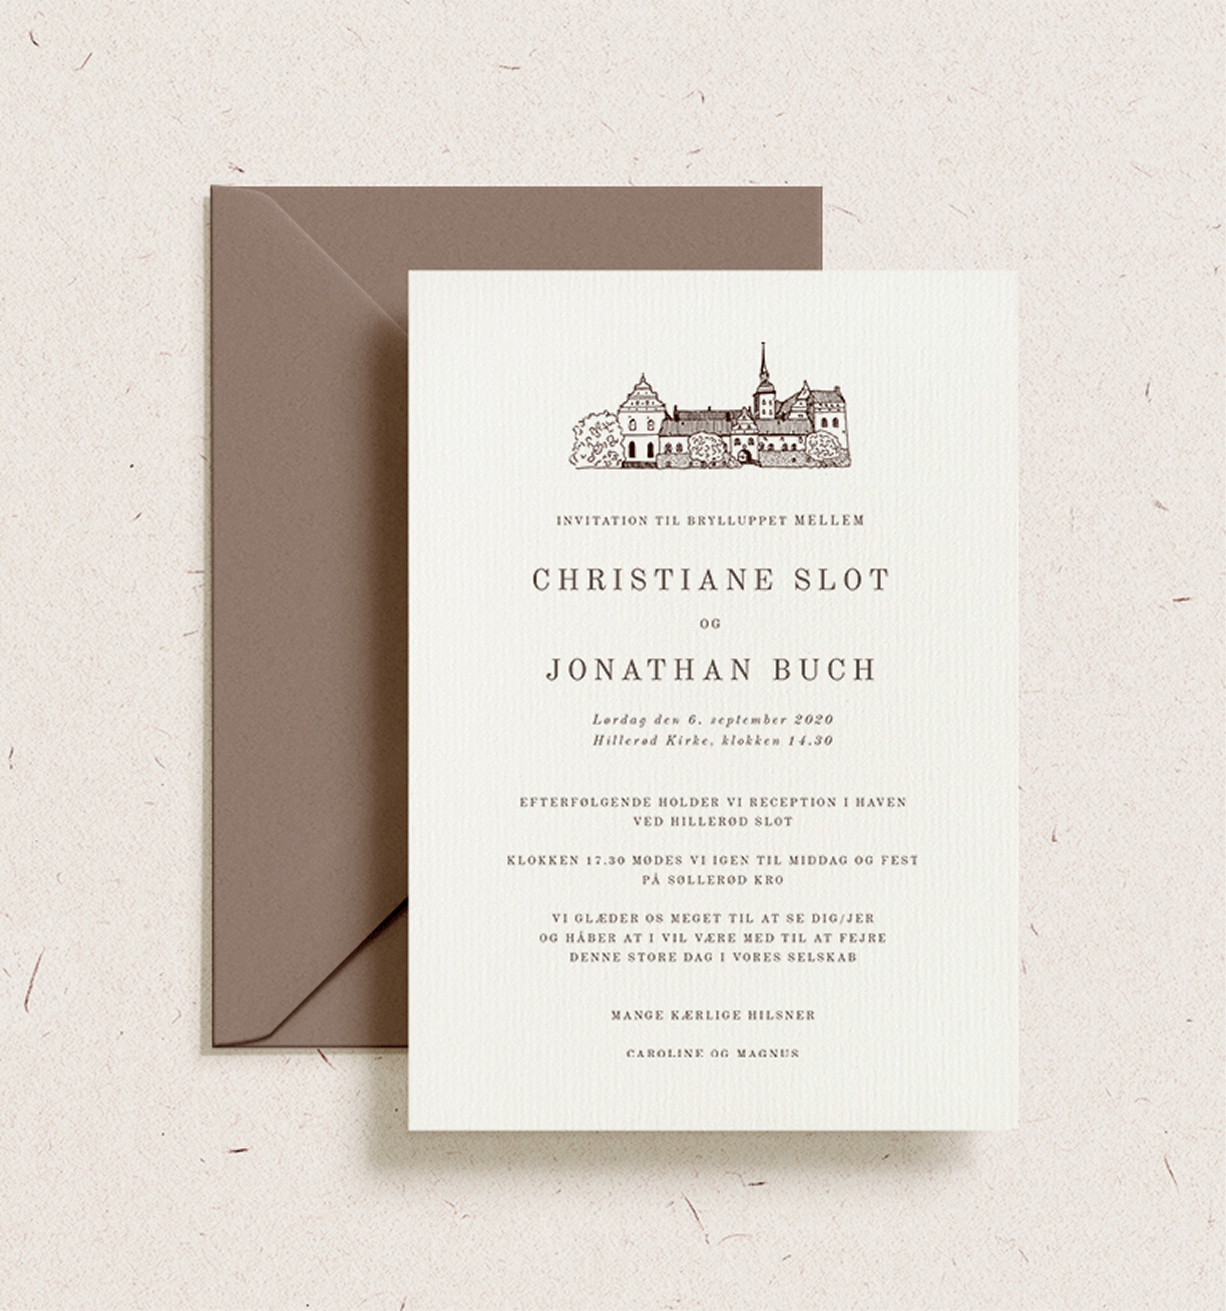 INVITATION TIL BRYLLUPPET MELLEM
CHRISTIANE SLOT
OG
JONATHAN BUCH
Lørdag den 6. september 2020
Hillerød Kirke, klokken 14.30
EFTERFØLGENDE HOLDER VI RECEPTION I HAVEN
VED HILLERØD SLOT
KLOKKEN 17.30 MØDES VI IGEN TIL MIDDAG OG FEST
PÅ SØLLERØD KRO
VI GLÆDER OS MEGET TIL AT SE DIG/JER
OG HÅBER AT I VIL VÆRE MED TIL AT FEJRE
DENNE STORE DAG I VORES SELSKAB
MANGE KÆRLIGE HILSNER
CAROLINE OG MAGNUS